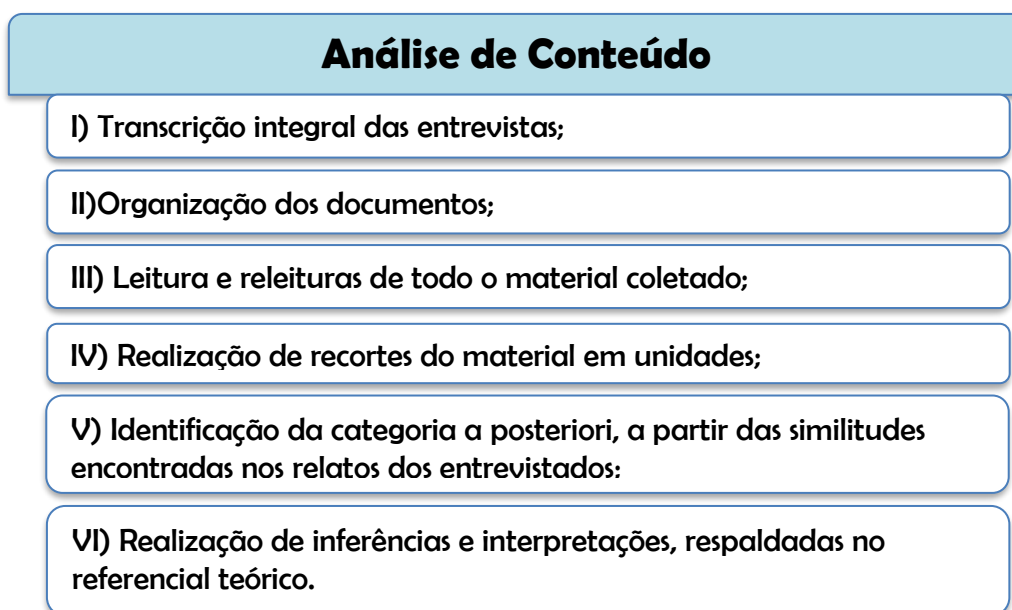 Análise de Conteúdo
I) Transcrição integral das entrevistas;
II)Organização dos documentos;
III) Leitura e releituras de todo o material coletado;
IV) Realização de recortes do material em unidades;
V) Identificação da categoria a posteriori, a partir das similitudes
encontradas nos relatos dos entrevistados:
VI) Realização de inferências e interpretações, respaldadas no
referencial teórico.